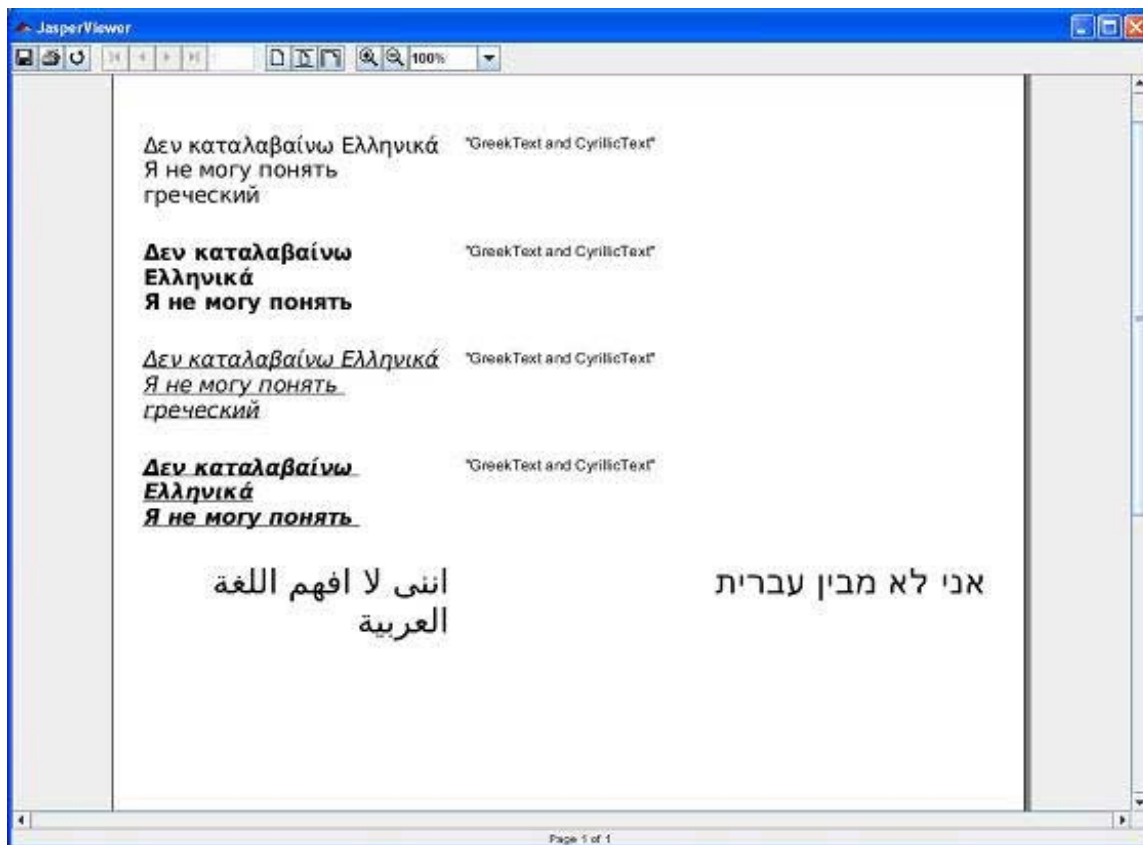 JasperViewer
100%
Δεν καταλαβαίνω Ελληνικά
Я не могу понять
греческий
"GreekText and CyrillicText"
Δεν καταλαβαίνω
Ελληνικά
Я не могу понять
"GreekText and CyrillicText"
Δεν καταλαβαίνω Ελληνικά
Я не могу понять
греческий
"GreekText and CyrillicText"
Δεν καταλαβαίνω
Ελληνικά
Я не могу понять
"GreekText and CyrillicText"
اننى لا افهم اللغة
العربية
אני לא מבין עברית
Page 1 of 1